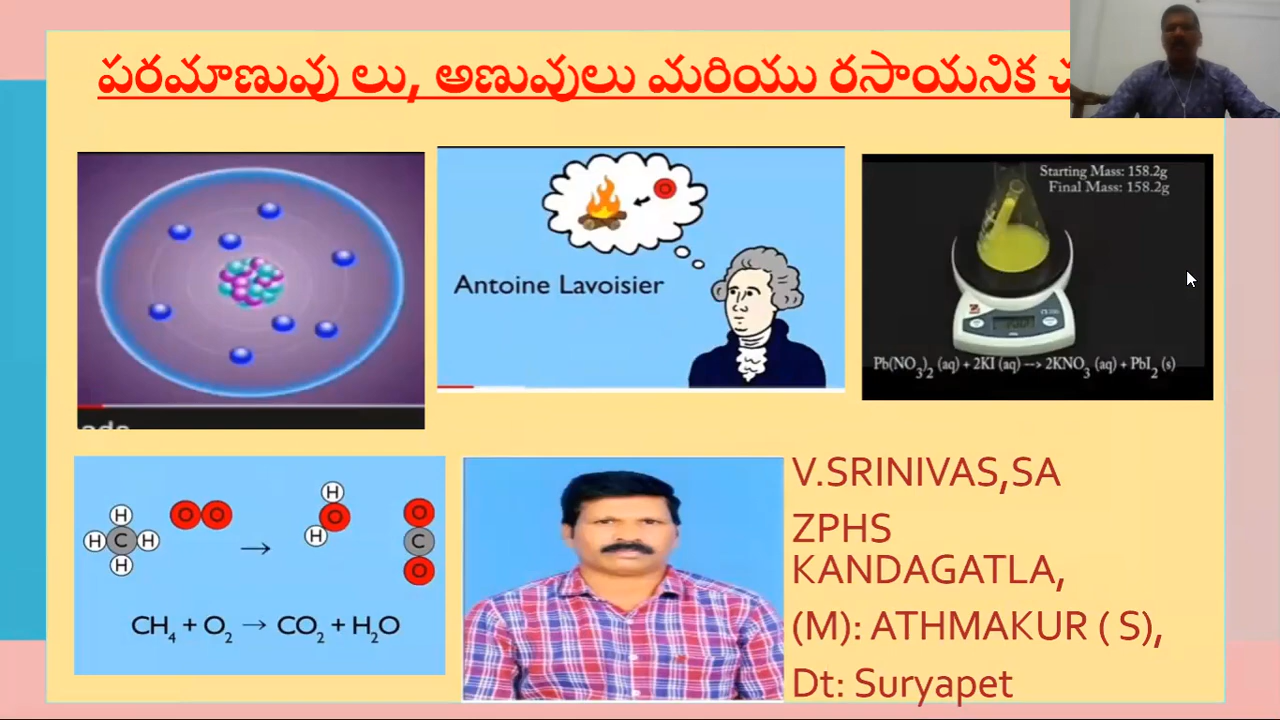 పరమాణువు లు, అణువులు మరియు రసాయనిక
Starting Mass: 158.2g
Final Mass: 158.2g
Antoine Lavoisier
O
Pb(NO3)2 (aq) + 2KI (aq) --> 2KNO3 (aq) + PbI2 (s)
H
H C H
H
O O
→
H
O
H
O
C
O
CH4 + O2 → CO2 + H2O
V.SRINIVAS,SA
ZPHS
KANDAGATLA,
(M): ATHMAKUR ( S),
Dt: Suryapet